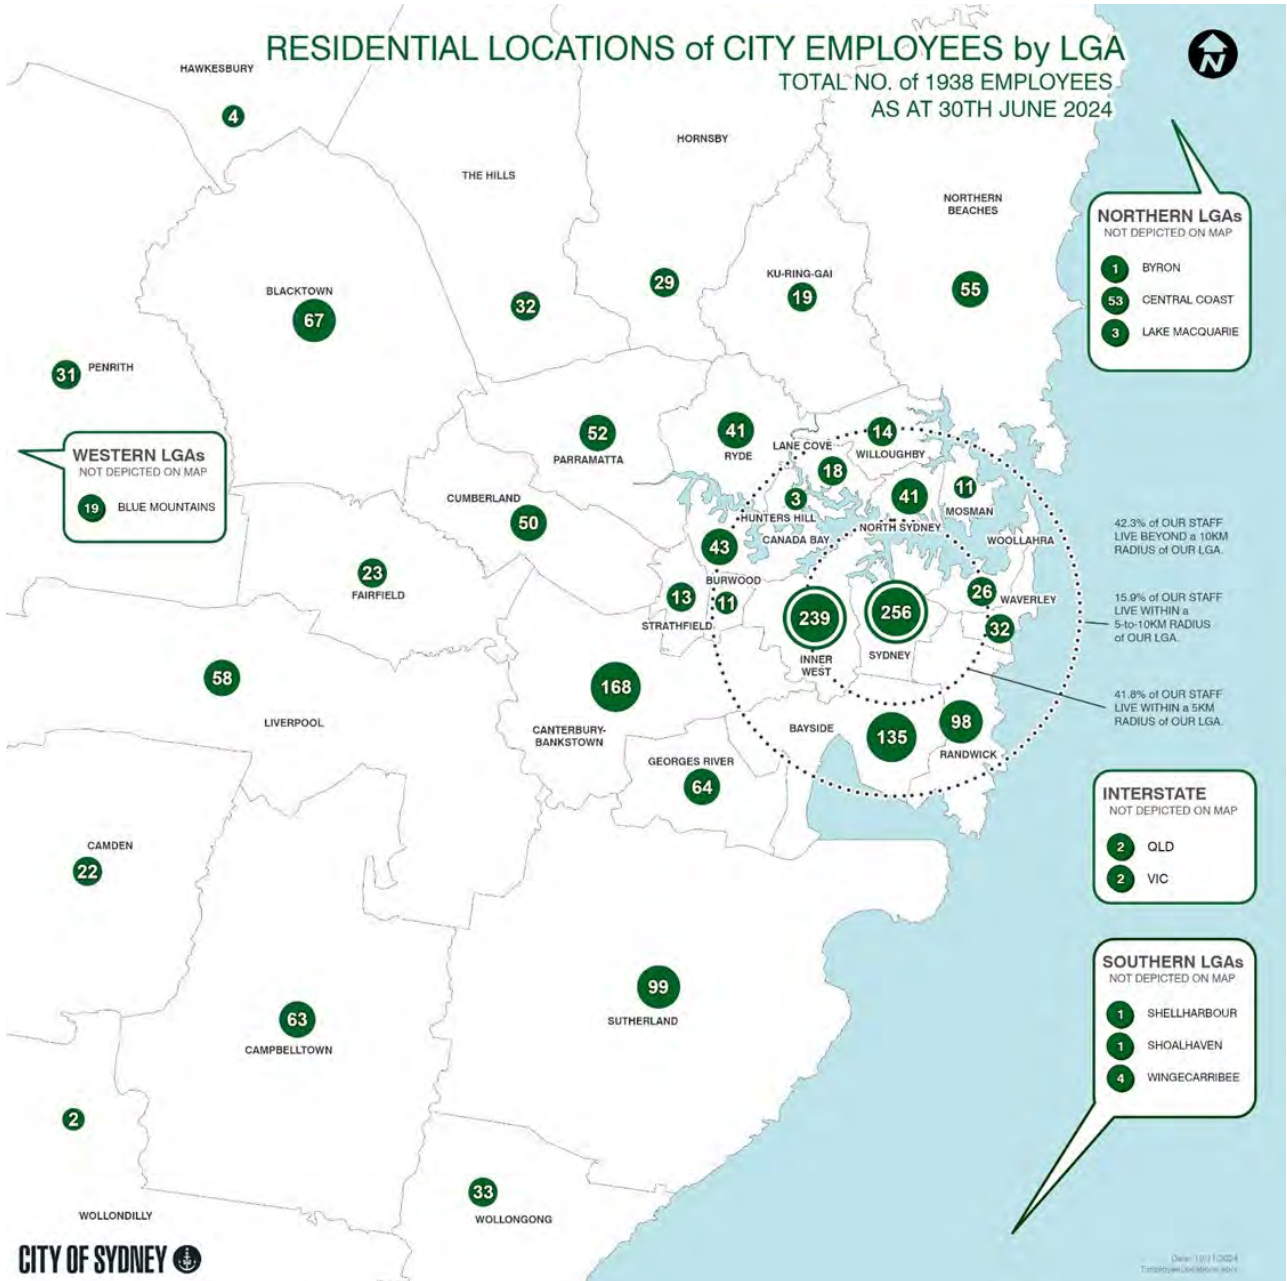 RESIDENTIAL LOCATIONS of CITY EMPLOYEES by LGA
TOTAL NO. of 1938 EMPLOYEES
AS AT 30TH JUNE 2024
N
HAWKESBURY
4
HORNSBY
29
THE HILLS
32
NORTHERN
BEACHES
55
KU-RING-GAI
19
BLACKTOWN
67
PENRITH
31
NORTHERN LGAs
NOT DEPICTED ON MAP
1 BYRON
53 CENTRAL COAST
3 LAKE MACQUARIE
WESTERN LGAs
NOT DEPICTED ON MAP
19 BLUE MOUNTAINS
52
PARRAMATTA
41
RYDE
14
WILLOUGHBY
LANE COVE
18
3
HUNTERS HILL
41
NORTH SYDNEY
11
MOSMAN
CUMBERLAND
50
CANADA BAY
43
WOOLLAHRA
26
WAVERLEY
32
BURWOOD
11
13
STRATHFIELD
239
INNER
WEST
256
SYDNEY
23
FAIRFIELD
58
LIVERPOOL
168
CANTERBURY-
BANKSTOWN
BAYSIDE
135
98
RANDWICK
GEORGES RIVER
64
42.3% of OUR STAFF
LIVE BEYOND a 10KM
RADIUS of OUR LGA.
15.9% of OUR STAFF
LIVE WITHIN a
5-to-10KM RADIUS
of OUR LGA.
41.8% of OUR STAFF
LIVE WITHIN a 5KM
RADIUS of OUR LGA.
INTERSTATE
NOT DEPICTED ON MAP
2 QLD
2 VIC
CAMDEN
22
63
CAMPBELLTOWN
99
SUTHERLAND
SOUTHERN LGAs
NOT DEPICTED ON MAP
1 SHELLHARBOUR
1 SHOALHAVEN
4 WINGECARRIBEE
2
WOLLONDILLY
33
WOLLONGONG
CITY OF SYDNEY